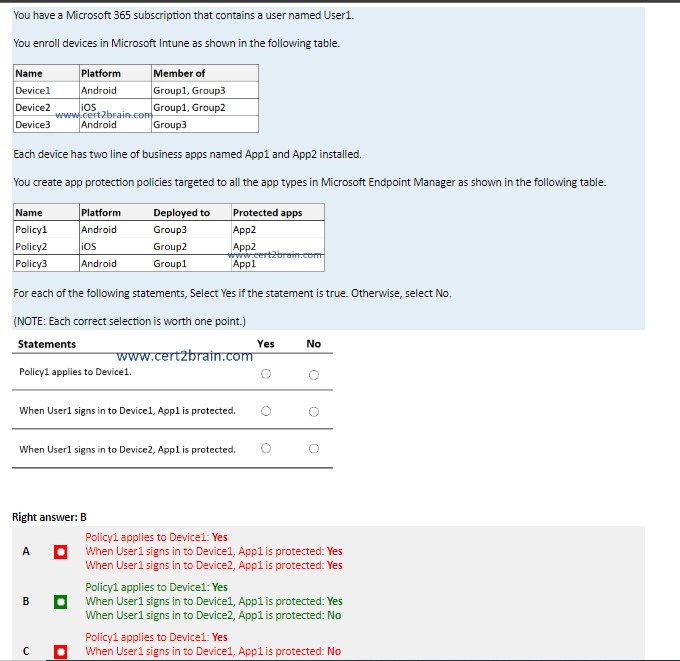 You have a Microsoft 365 subscription that contains a user named User1.
You enroll devices in Microsoft Intune as shown in the following table.
Name Platform Member of
Device1 Android Group1, Group3
Device2 iOS Group1, Group2
www.cert2brain.com
Device3 Android Group3
Each device has two line of business apps named App1 and App2 installed.
You create app protection policies targeted to all the app types in Microsoft Endpoint Manager as shown in the following table.
Name Platform Deployed to Protected apps
Policy1 Android Group3 App2
Policy2 iOS Group2 App2
www.cert2brain.com
Policy3 Android Group1 App1
For each of the following statements, Select Yes if the statement is true. Otherwise, select No.
(NOTE: Each correct selection is worth one point.)
Statements Yes No
www.cert2brain.com
Policy1 applies to Device1.
When User1 signs in to Device1, App1 is protected.
When User1 signs in to Device2, App1 is protected.
Right answer: B
Policy1 applies to Device1: Yes
A When User1 signs in to Device1, App1 is protected: Yes
When User1 signs in to Device2, App1 is protected: Yes
Policy1 applies to Device1: Yes
B When User1 signs in to Device1, App1 is protected: Yes
When User1 signs in to Device2, App1 is protected: No
Policy1 applies to Device1: Yes
C When User1 signs in to Device1, App1 is protected: No